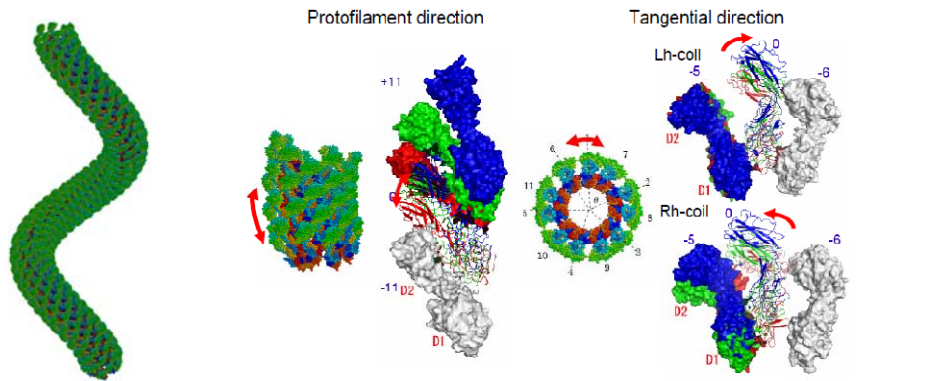 Protofilament direction
Tangential direction
Lh-coil
0
-5
-6
D2
D1
Rh-coil
0
-5
-6
D2
D1
+11
0
-11
D2
D1
1
6
7
11
2
5
8
10
3
4
9
θ